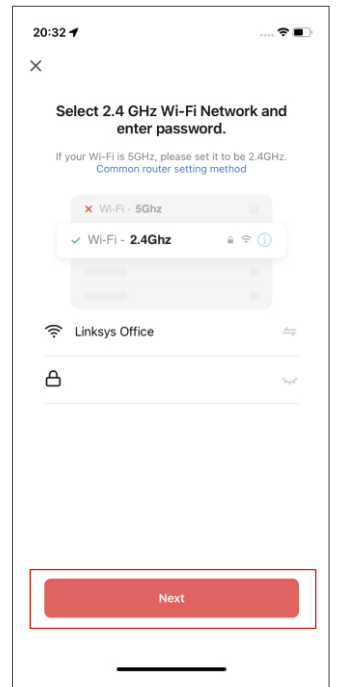 20:32
Select 2.4 GHz Wi-Fi Network and
enter password.
If your Wi-Fi is 5GHz, please set it to be 2.4GHz.
Common router setting method
Wi-Fi - 5Ghz
Wi-Fi - 2.4Ghz
Linksys Office
Next